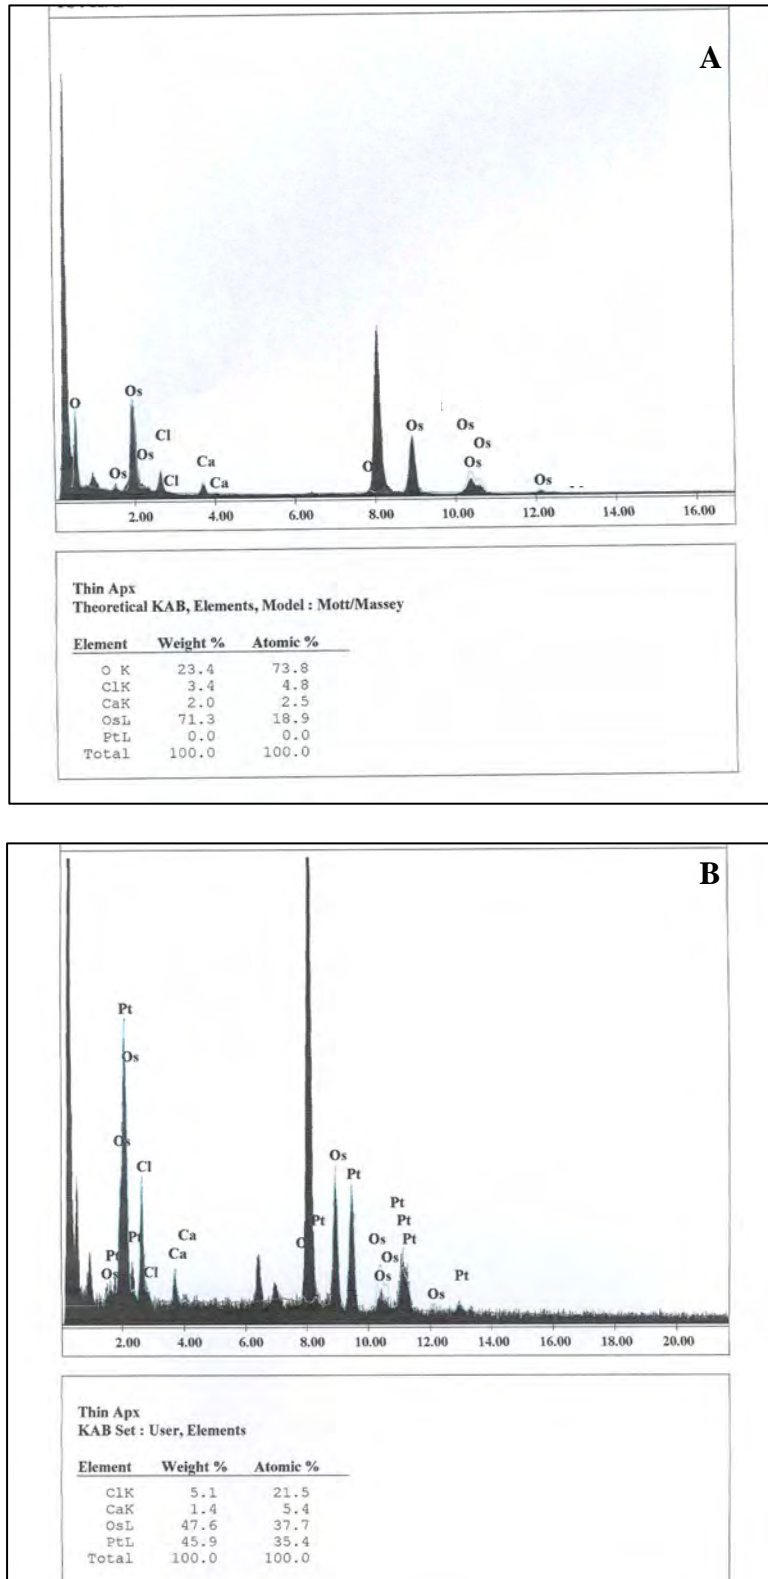 A
Os
O
Os
Cl
Os
Os
Os
Ca
Os
Cl
Os
Ca
Os
Os
O
2.00 4.00 6.00 8.00 10.00 12.00 14.00 16.00
Thin Apx
Theoretical KAB, Elements, Model : Mott/Massey
Element Weight % Atomic %
O K 23.4 73.8
ClK 3.4 4.8
CaK 2.0 2.5
OsL 71.3 18.9
PtL 0.0 0.0
Total 100.0 100.0
B
Pt
Os
Os
Os
Cl
Pt
Pt
Pt
Pt
Ca
Os
Pt
Pt
Pt
Ca
O
Os
Os
Cl
Os
Pt
Os
2.00 4.00 6.00 8.00 10.00 12.00 14.00 16.00 18.00 20.00
Thin Apx
KAB Set : User, Elements
Element Weight % Atomic %
ClK 5.1 21.5
CaK 1.4 5.4
OsL 47.6 37.7
PtL 45.9 35.4
Total 100.0 100.0